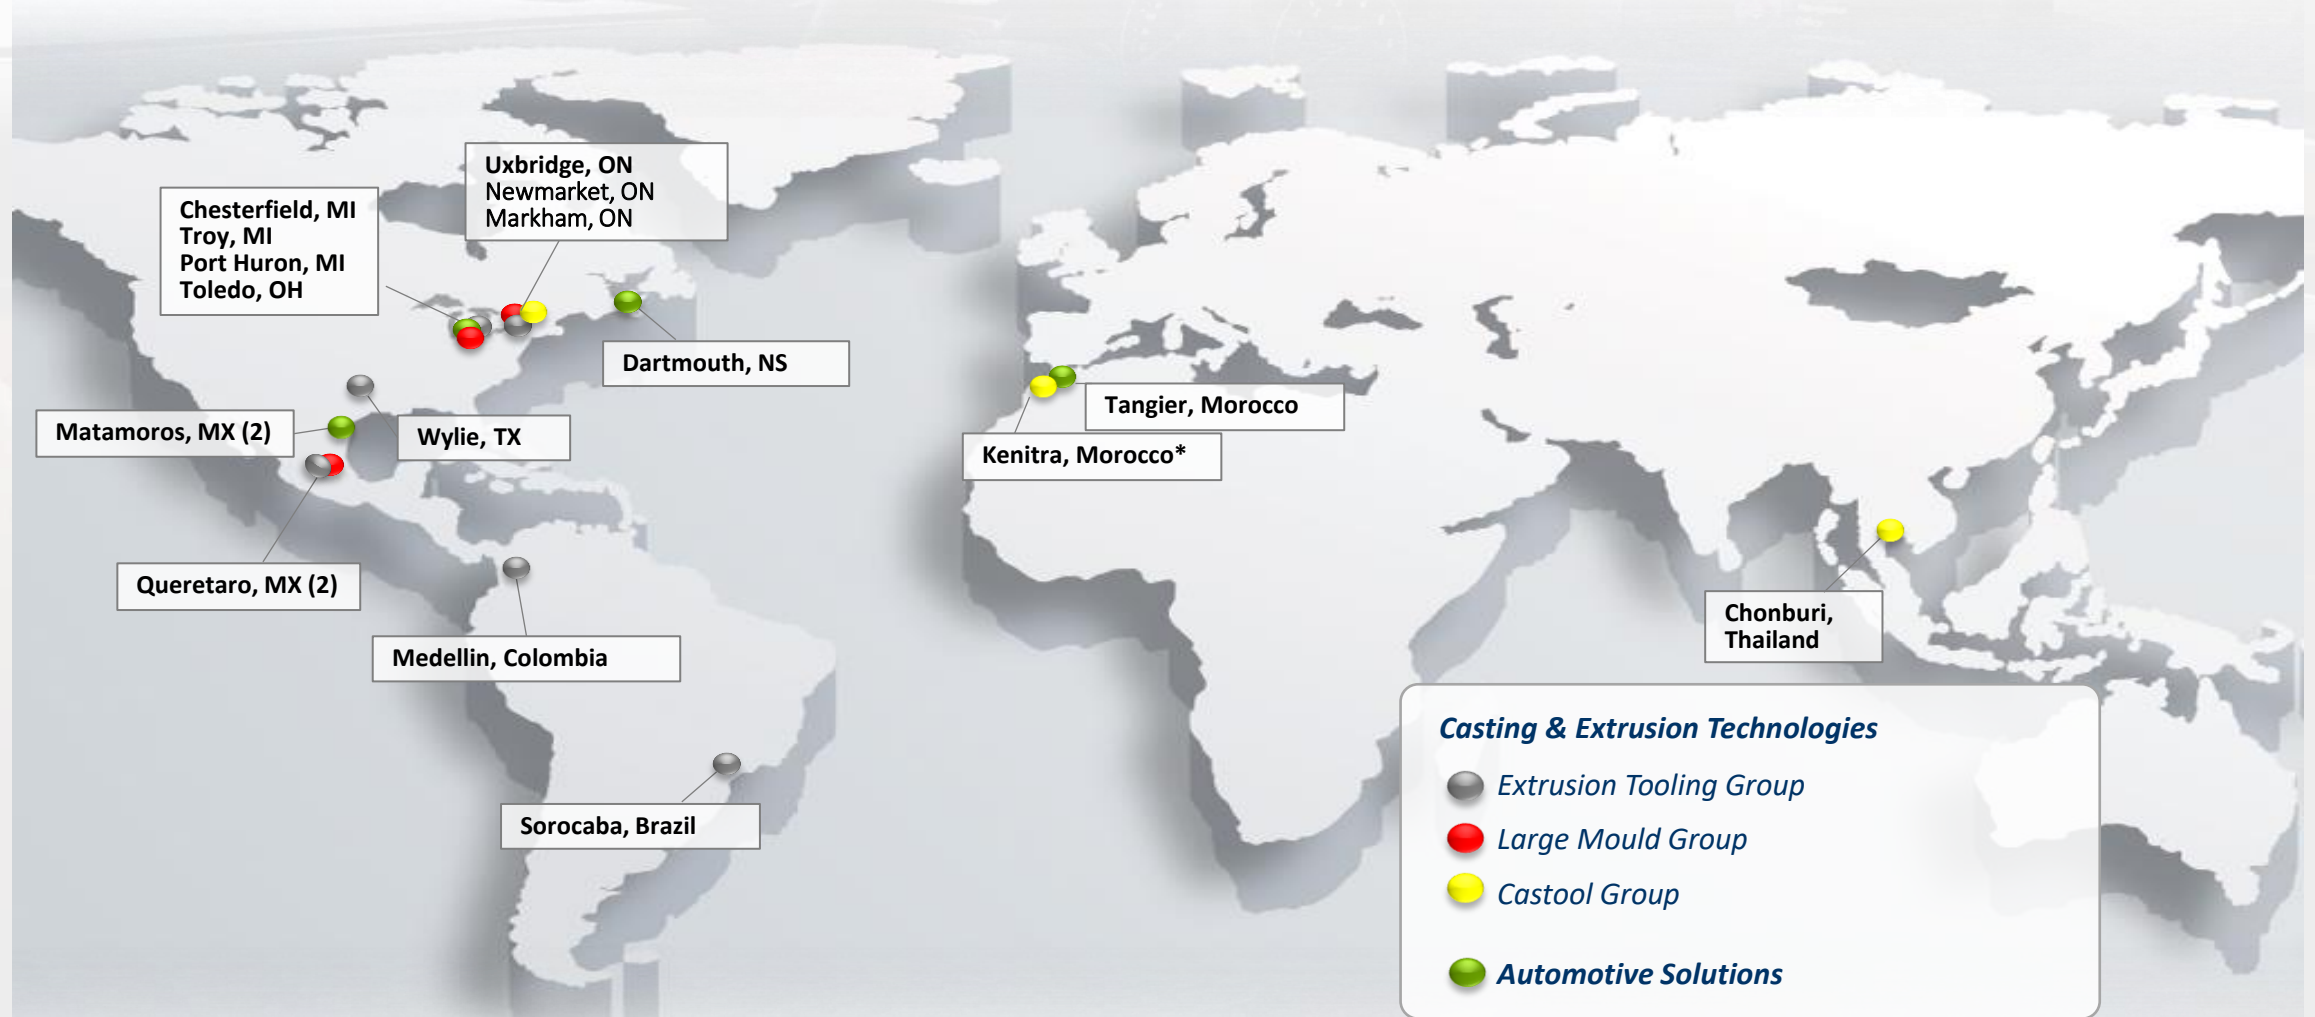 Uxbridge, ON
Newmarket, ON
Markham, ON
Chesterfield, MI
Troy, MI
Port Huron, MI
Toledo, OH
Dartmouth, NS
Matamoros, MX (2)
Wylie, TX
Tangier, Morocco
Kenitra, Morocco*
Queretaro, MX (2)
Medellin, Colombia
Chonburi,
Thailand
Sorocaba, Brazil
Casting & Extrusion Technologies
Extrusion Tooling Group
Large Mould Group
Castool Group
Automotive Solutions